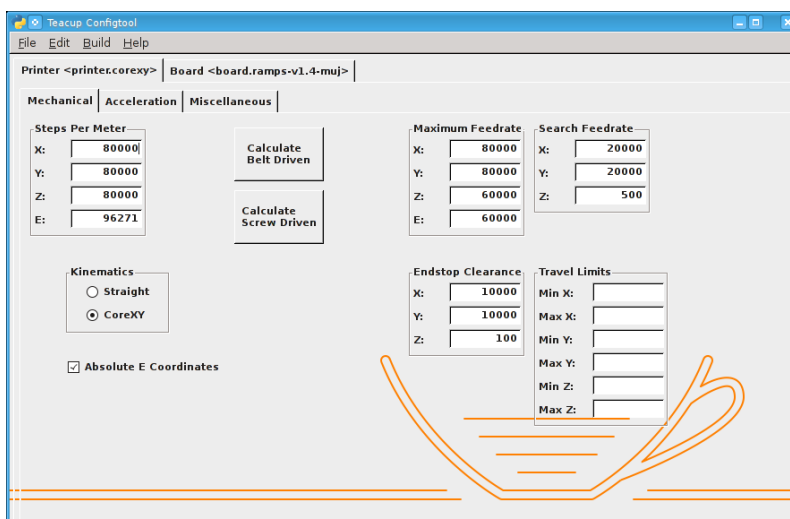 Teacup Configtool
File Edit Build Help
Printer <printer.corexy> Board <board.ramps-v1.4-muj>
Mechanical Acceleration Miscellaneous
Steps Per Meter
X: 80000
Y: 80000
Z: 80000
E: 96271
Calculate
Belt Driven
Calculate
Screw Driven
Maximum Feedrate
X: 80000
Y: 80000
Z: 60000
E: 60000
Search Feedrate
X: 20000
Y: 20000
Z: 500
Kinematics
Straight
CoreXY
Absolute E Coordinates
Endstop Clearance
X: 10000
Y: 10000
Z: 100
Travel Limits
Min X:
Max X:
Min Y:
Max Y:
Min Z:
Max Z: